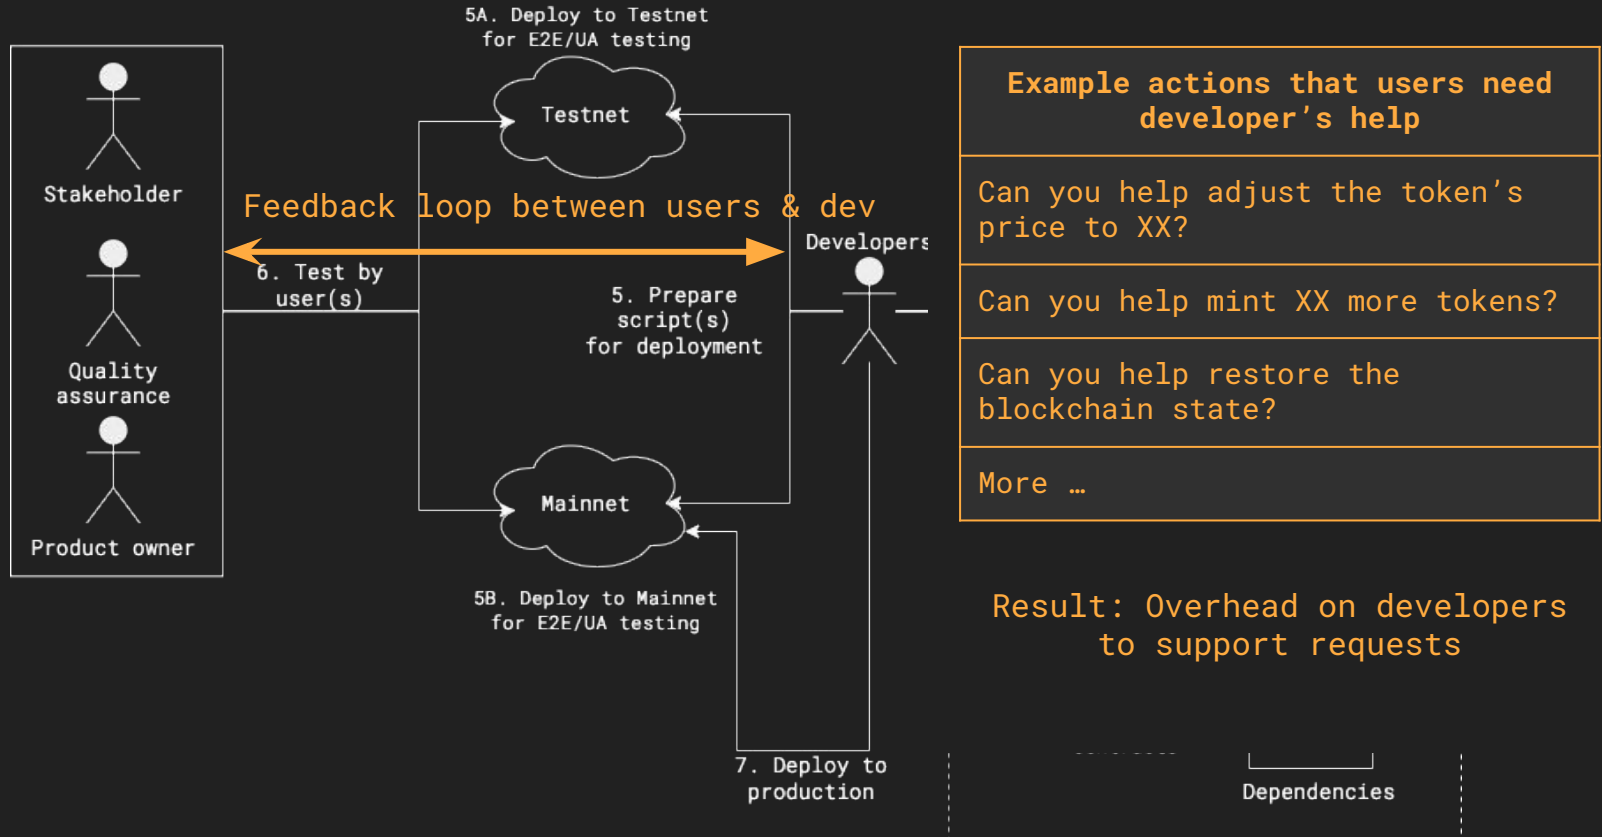 5A. Deploy to Testnet
for E2E/UA testing
Testnet
Stakeholder
Feedback loop between users & dev
Developers
6. Test by
user(s)
5. Prepare
script(s)
for deployment
Quality
assurance
Mainnet
Product owner
5B. Deploy to Mainnet
for E2E/UA testing
7. Deploy to
production
Example actions that users need
developer’s help
Can you help adjust the token’s
price to XX?
Can you help mint XX more tokens?
Can you help restore the
blockchain state?
More …
Result: Overhead on developers
to support requests
Dependencies